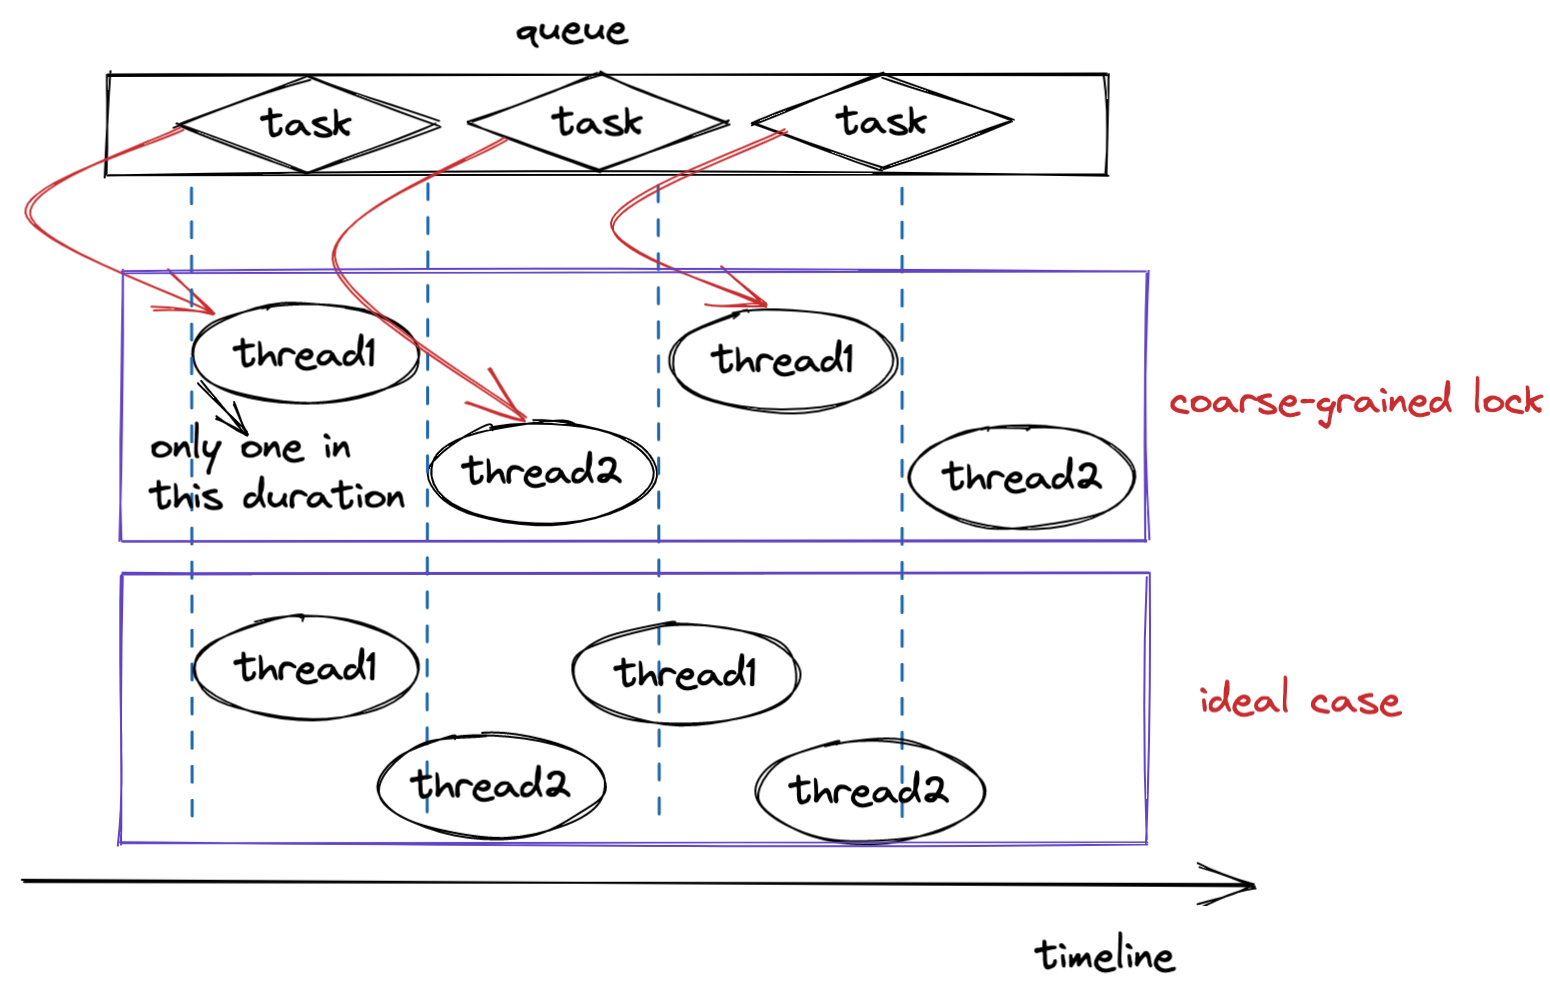 queue
task
task
task
thread1
thread1
coarse-grained lock
only one in
this duration
thread2
thread2
thread1
thread1
ideal case
thread2
thread2
timeline